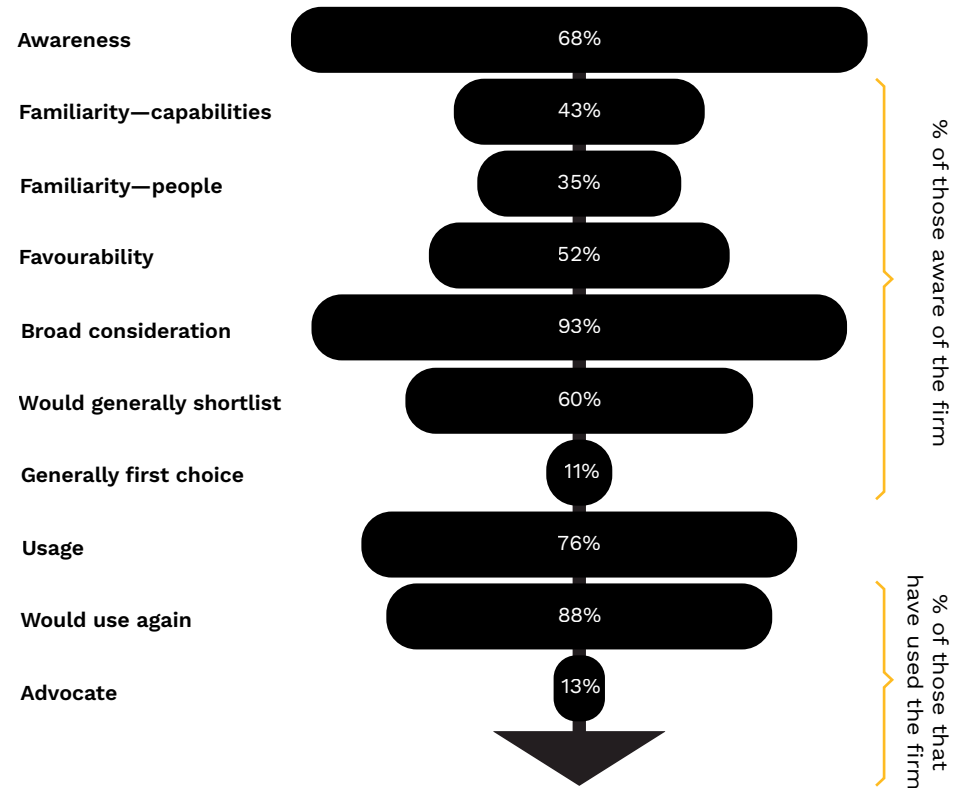 Awareness
68%
Familiarity—capabilities
43%
Familiarity—people
35%
Favourability
52%
Broad consideration
93%
Would generally shortlist
60%
Generally first choice
11%
% of those aware of the firm
Usage
76%
Would use again
88%
Advocate
13%
% of those that
have used the firm